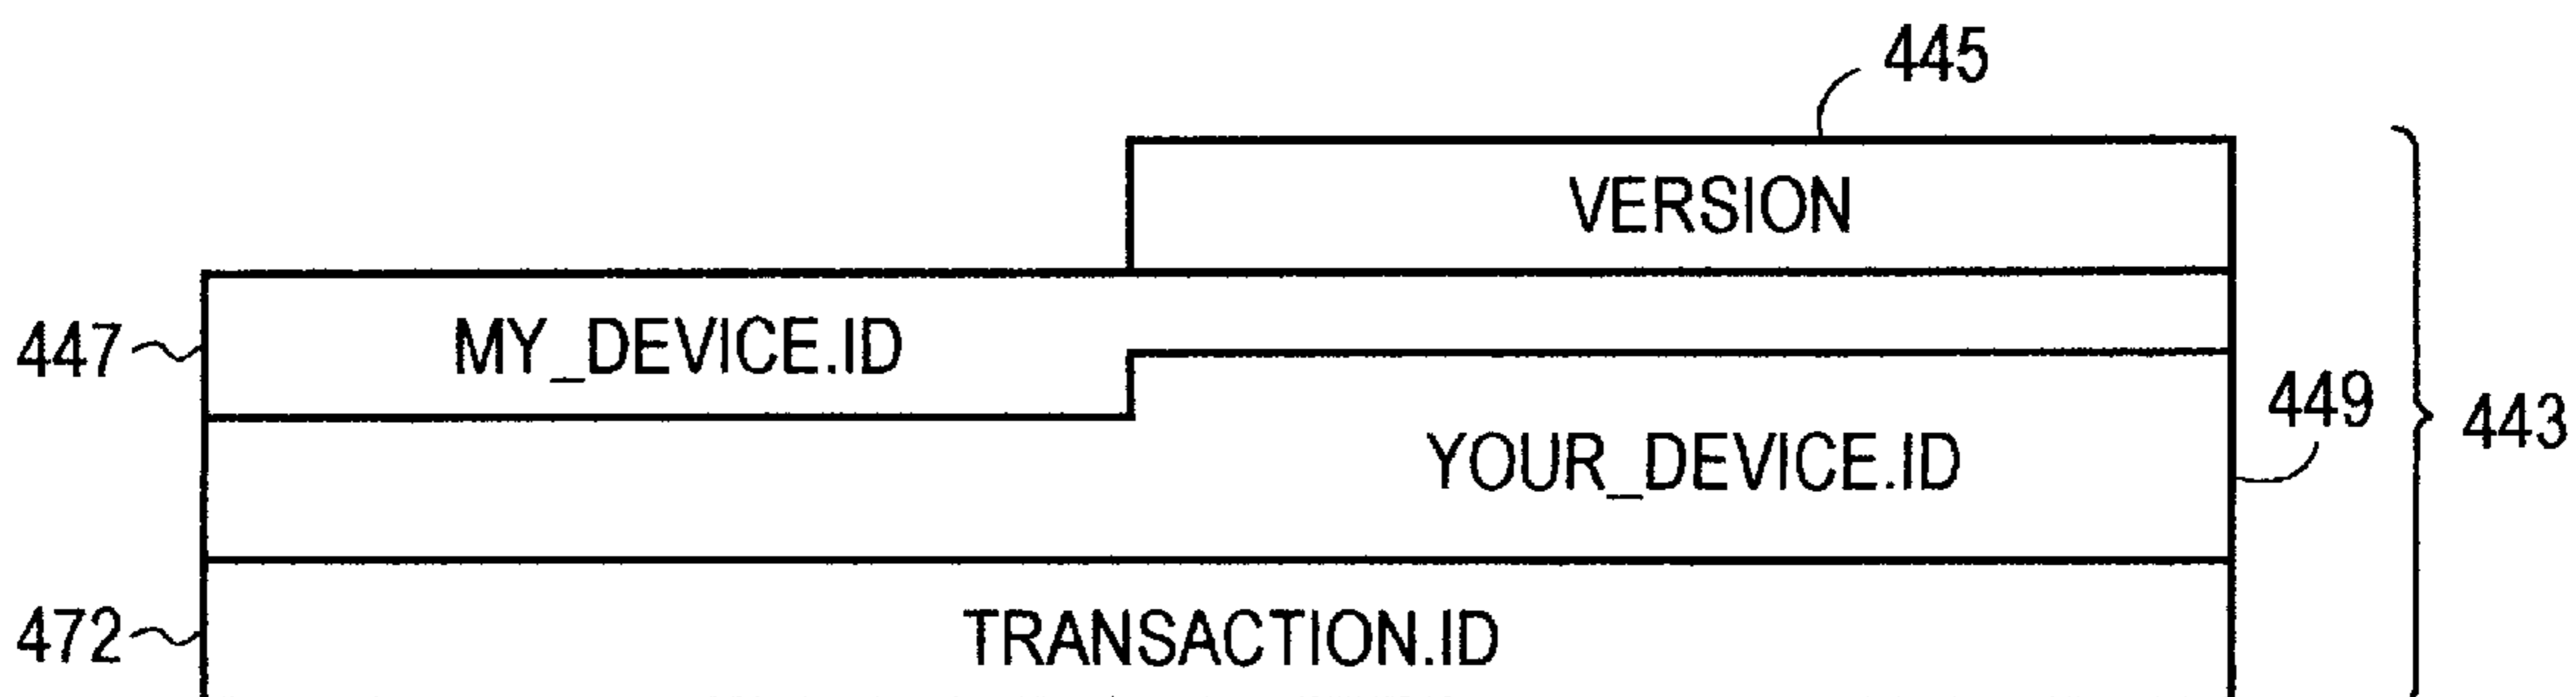 445
VERSION
447 MY_DEVICE.ID
449
443
YOUR_DEVICE.ID
472 TRANSACTION.ID